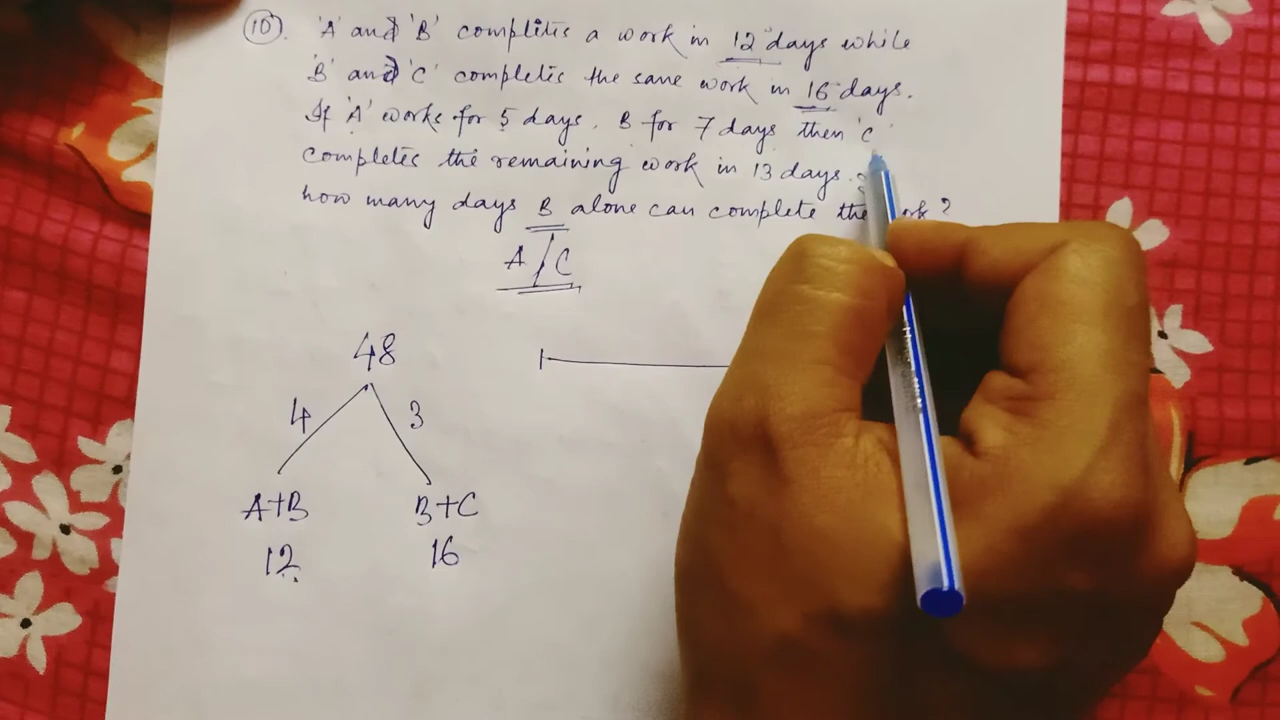 10. 'A' and 'B' complites a work in 12 days while
'B' and 'C' completes the same work in 16 days.
If 'A' works for 5 days, B for 7 days then 'C'
completes the remaining work in 13 days.
how many days B alone can complete the ork?
A/C
48
4 3
A+B B+C
12 16